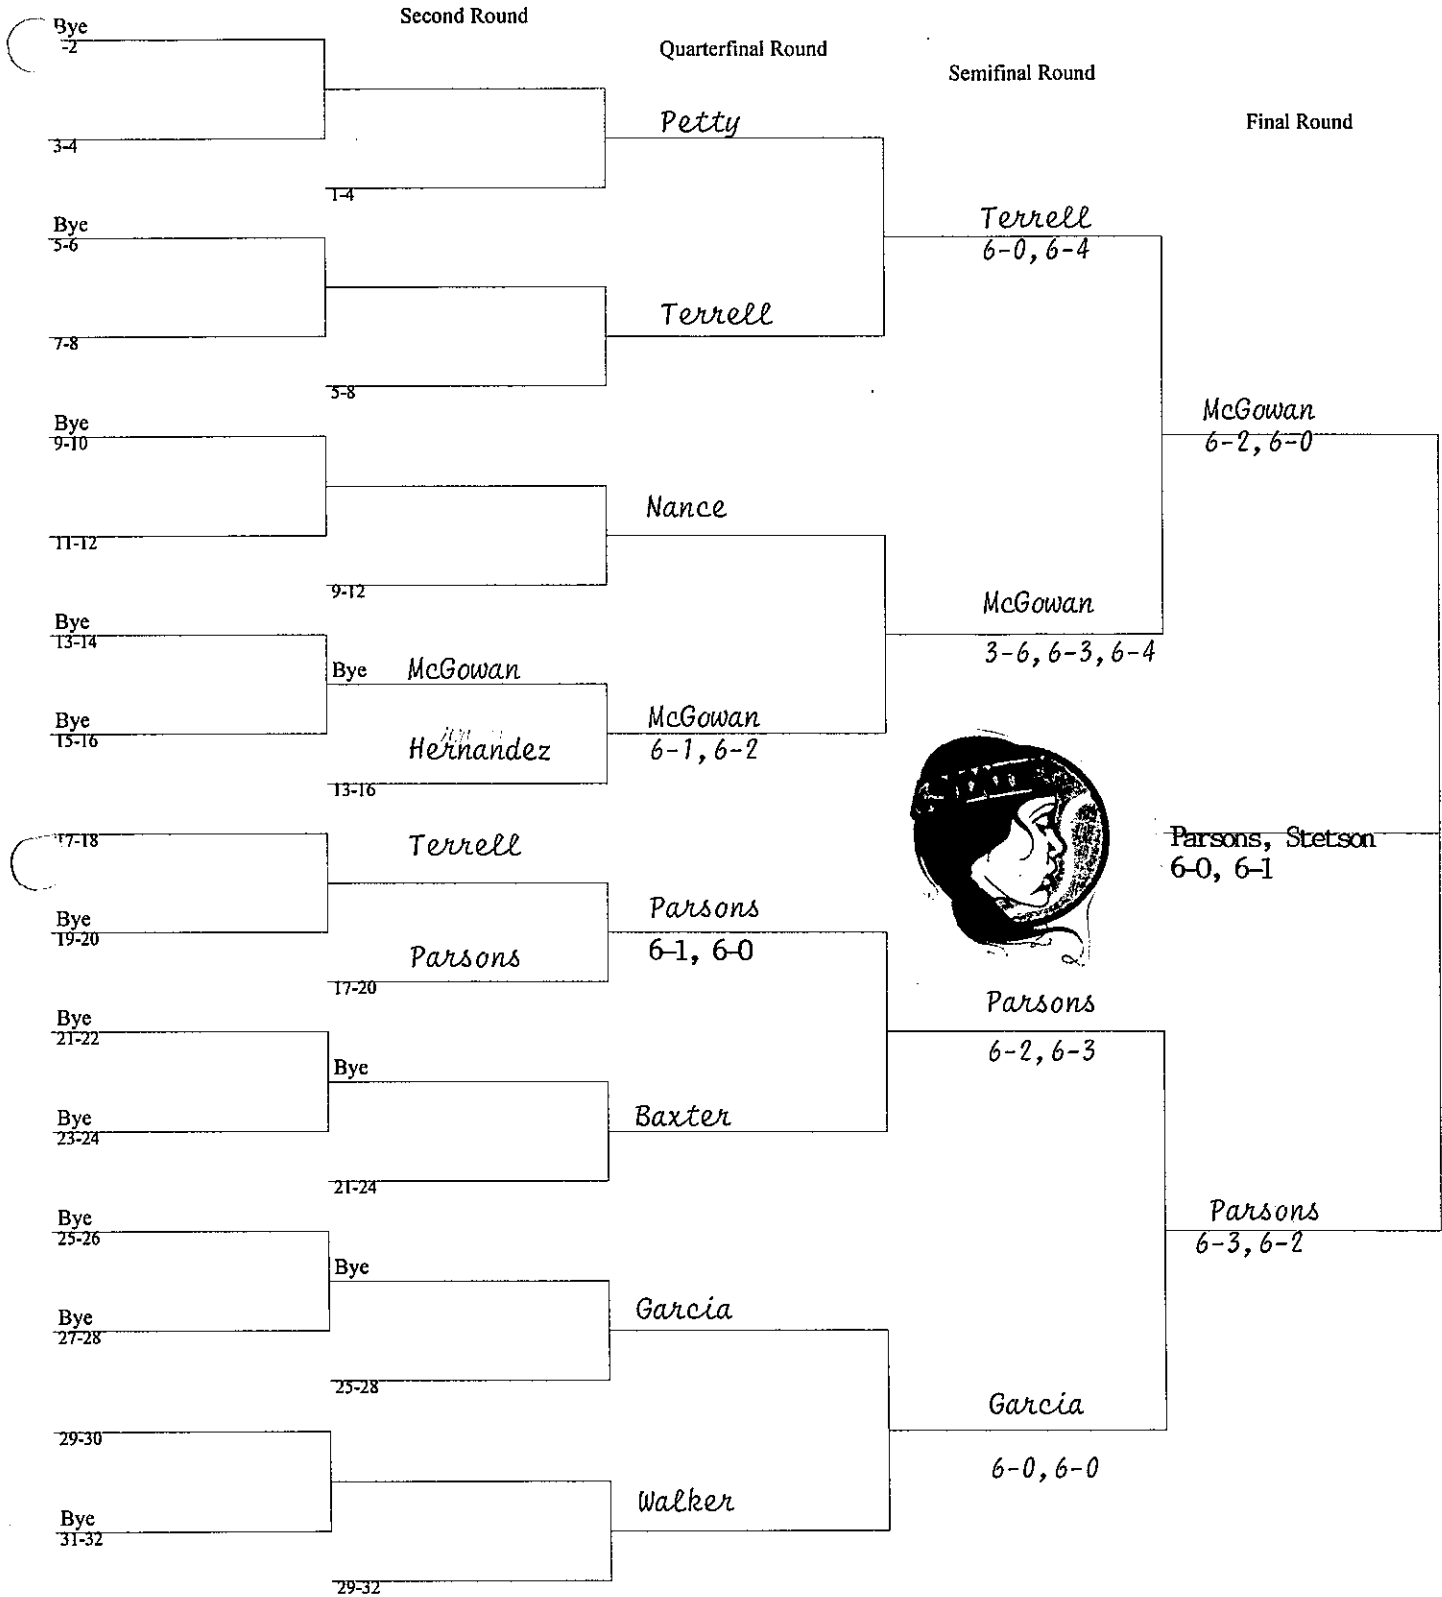 Second Round
Quarterfinal Round
Semifinal Round
Final Round
Bye
-2
3-4
1-4
Petty
Bye
5-6
7-8
5-8
Terrell
Terrell
6-0, 6-4
Bye
9-10
11-12
9-12
Nance
Bye
13-14
Bye
15-16
Bye McGowan
Hernandez
13-16
McGowan
6-1, 6-2
McGowan
3-6, 6-3, 6-4
McGowan
6-2, 6-0
17-18
Bye
19-20
Terrell
Parsons
17-20
Parsons
6-1, 6-0
Parsons, Stetson
6-0, 6-1
Bye
21-22
Bye
23-24
Bye
21-24
Baxter
Parsons
6-2, 6-3
Bye
25-26
Bye
27-28
Bye
25-28
Garcia
Parsons
6-3, 6-2
29-30
Bye
31-32
29-32
Walker
Garcia
6-0, 6-0